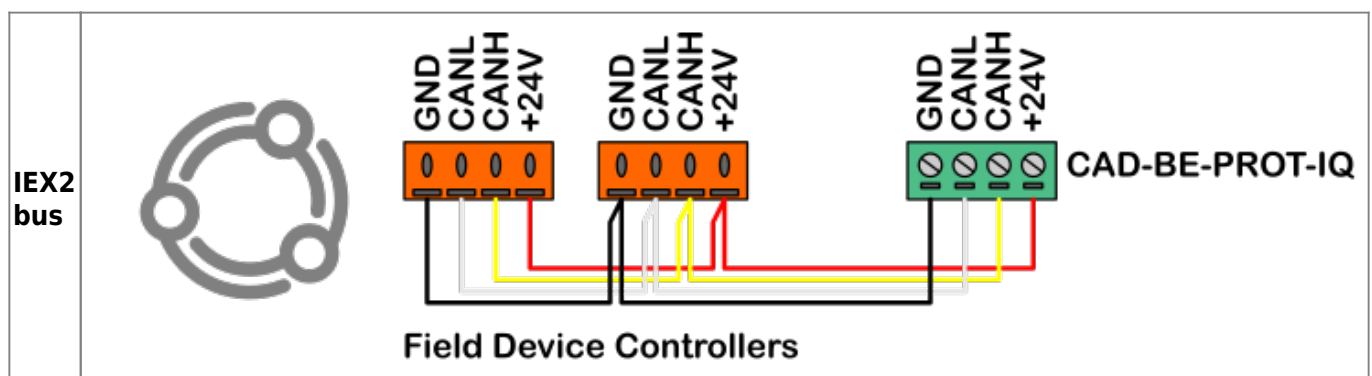 IEX2
bus
GND
CANL
CANH
+24V
GND
CANL
CANH
+24V
GND
CANL
CANH
+24V
CAD-BE-PROT-IQ
Field Device Controllers